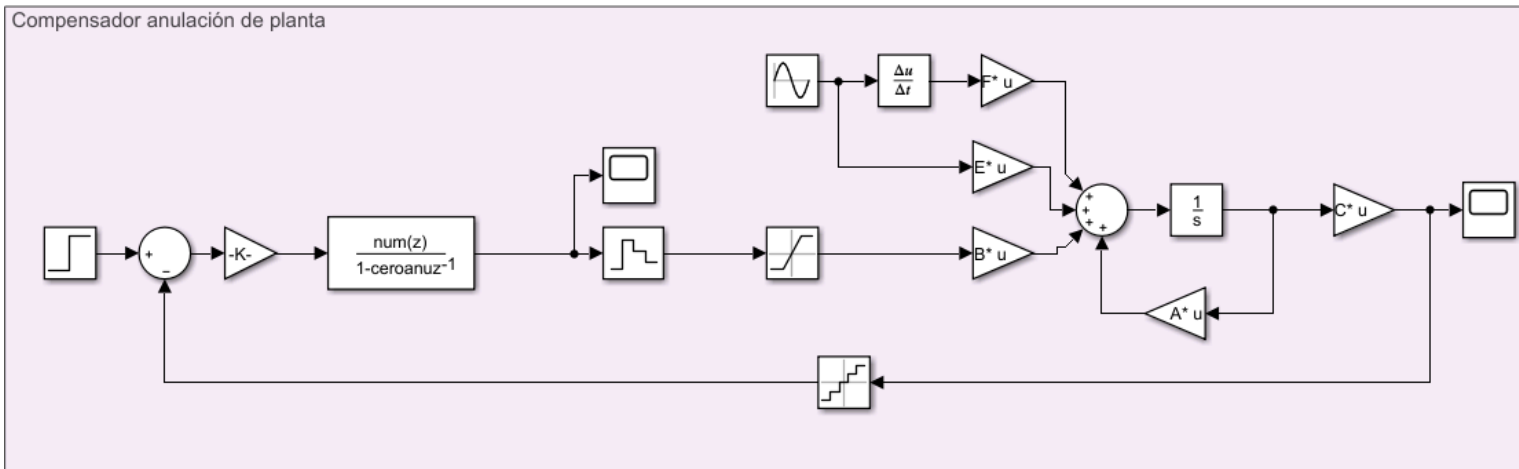 Compensador anulación de planta
Δu
Δt
F* u
E* u
+
+
+
+
1
s
C* u
+
−
-K-
num(z)
1-ceroanuz-1
B* u
A* u